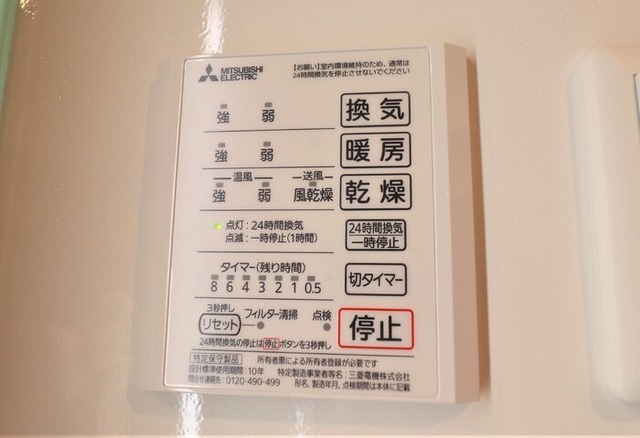 MITSUBISHI
ELECTRIC
【お願い】室内環境維持のため、通常は
24時間換気を停止させないでください
強 弱 換気
強 弱 暖房
温風 送風
強 弱 風乾燥 乾燥
点灯:24時間換気
点滅:一時停止(1時間)
24時間換気
一時停止
タイマー(残り時間)
8 6 4 3 2 1 0.5
切タイマー
3秒押し
リセット フィルター清掃 点検
停止
24時間換気の停止は停止ボタンを3秒押し
特定保守製品 所有者票による所有者登録が必要です
設計標準使用期間:10年 特定製造事業者等名:三菱電機株式会社
問合せ連絡先:0120-490-499 形名、製造年月、点検期間は本体に記載